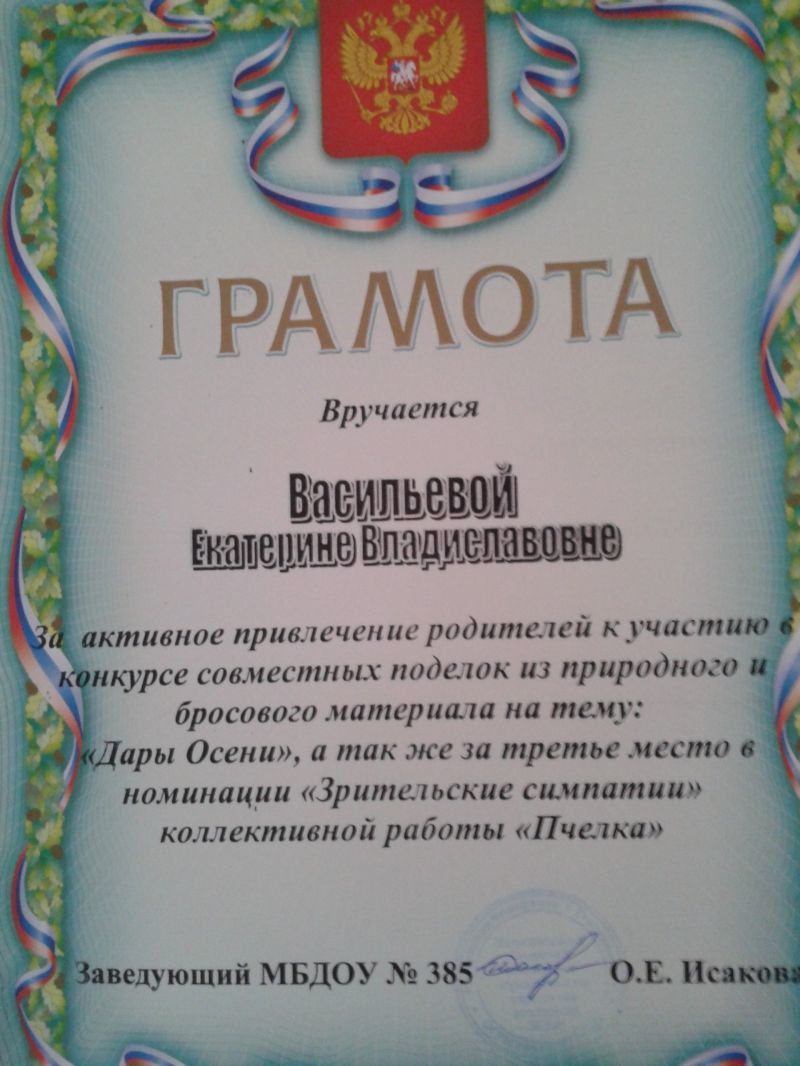 ГРАМОТА
Вручается
Васильевой
Екатерине Владиславовне
За активное привлечение родителей к участию в
конкурсе совместных поделок из природного и
бросового материала на тему:
«Дары Осени», а так же за третье место в
номинации «Зрительские симпатии»
коллективной работы «Пчелка»
Заведующий МБДОУ № 385 О.Е. Исакова